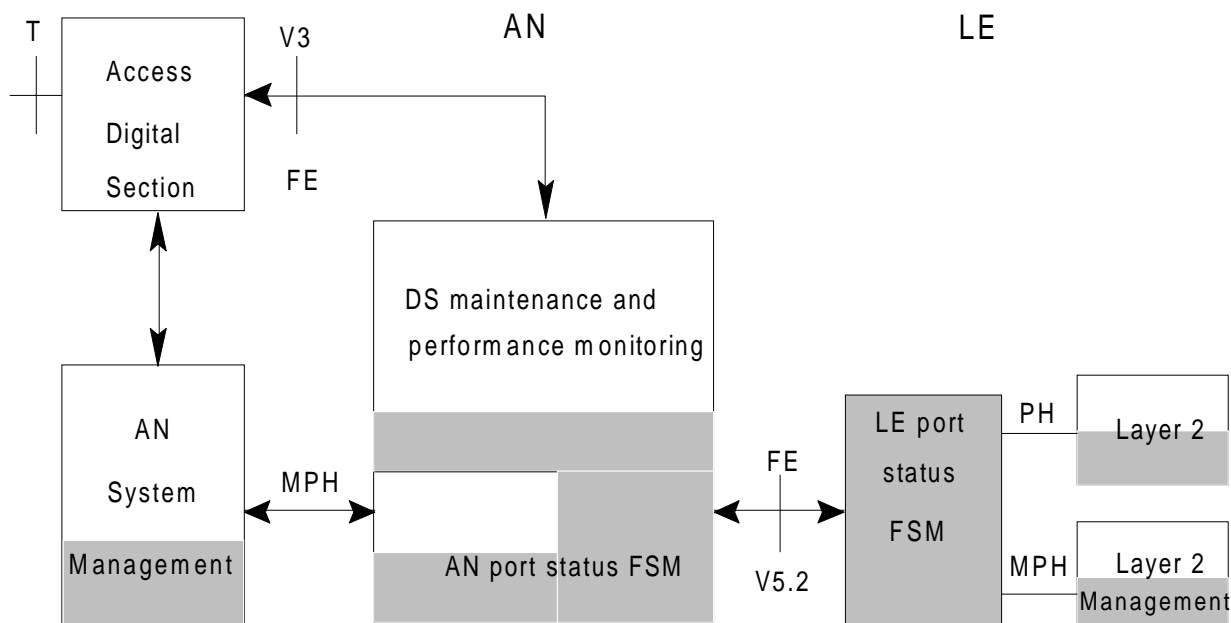 T
V3
AN
LE
Access
Digital
Section
FE
DS maintenance and
performance monitoring
AN
System
Management
MPH
AN port status FSM
FE
V5.2
LE port
status
FSM
PH
Layer 2
MPH
Layer 2
Management